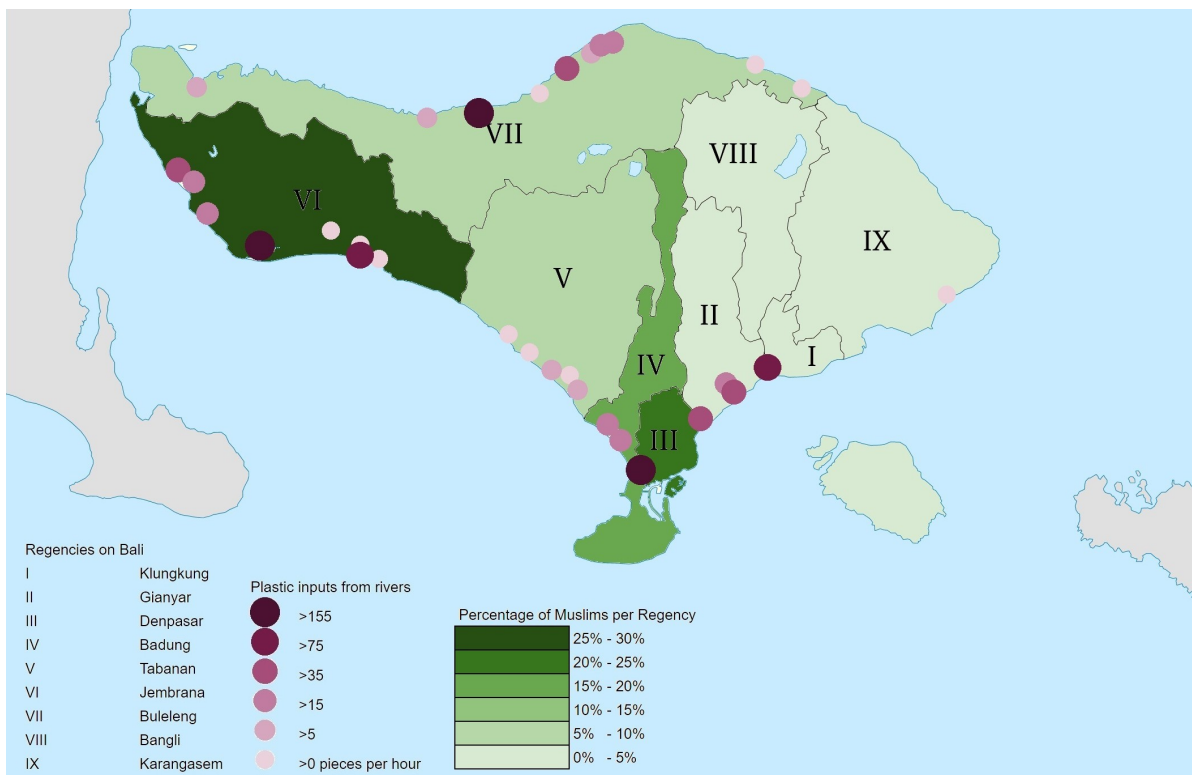 VII
VIII
VI
IX
V
II
IV
I
III
Regencies on Bali
I Klungkung
II Gianyar
III Denpasar
IV Badung
V Tabanan
VI Jembrana
VII Buleleng
VIII Bangli
IX Karangasem
Plastic inputs from rivers
>155
>75
>35
>15
>5
>0 pieces per hour
Percentage of Muslims per Regency
25% - 30%
20% - 25%
15% - 20%
10% - 15%
5% - 10%
0% - 5%